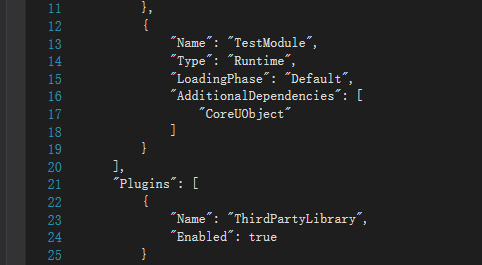 11 },
12 {
13 "Name": "TestModule",
14 "Type": "Runtime",
15 "LoadingPhase": "Default",
16 "AdditionalDependencies": [
17 "CoreUObject"
18 ]
19 }
20 ],
21 "Plugins": [
22 {
23 "Name": "ThirdPartyLibrary",
24 "Enabled": true
25 }